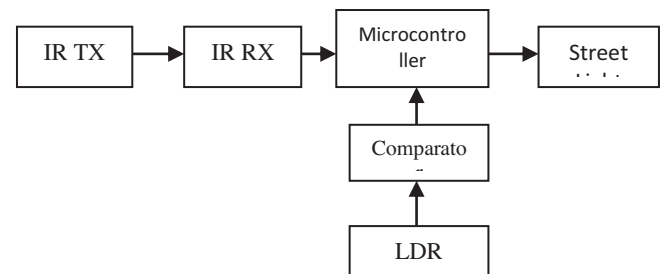 IR TX
IR RX
Microcontro
ller
Street
Comparato
LDR